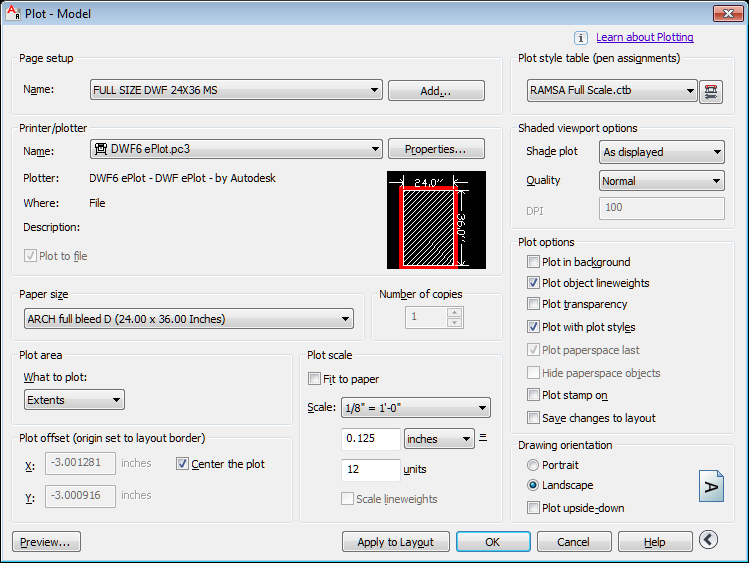 Plot - Model
Learn about Plotting
Page setup
Name:
FULL SIZE DWF 24X36 MS
Add...
Plot style table (pen assignments)
RAMSA Full Scale.ctb
Printer/plotter
Name:
DWF6 ePlot.pc3
Properties...
Plotter:
DWF6 ePlot - DWF ePlot - by Autodesk
Where:
File
Description:
Plot to file
24.0''
36.0''
Shaded viewport options
Shade plot
As displayed
Quality
Normal
DPI
100
Paper size
ARCH full bleed D (24.00 x 36.00 Inches)
Number of copies
1
Plot options
Plot in background
Plot object lineweights
Plot transparency
Plot with plot styles
Plot paperspace last
Hide paperspace objects
Plot stamp on
Save changes to layout
Plot area
What to plot:
Extents
Plot scale
Fit to paper
Scale:
1/8" = 1'-0"
0.125
inches
=
12
units
Scale lineweights
Plot offset (origin set to layout border)
X:
-3.001281
inches
Center the plot
Y:
-3.000916
inches
Drawing orientation
Portrait
Landscape
Plot upside-down
A
Preview...
Apply to Layout
OK
Cancel
Help